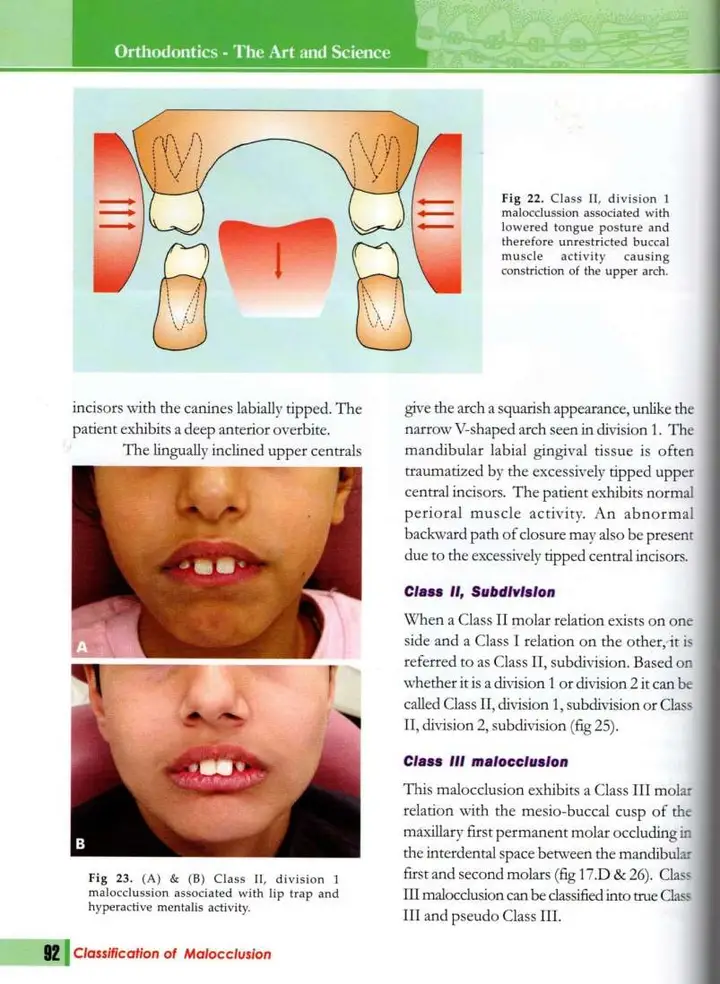 Orthodontics - The Art and Science
Fig 22. Class II, division 1
malocclussion associated with
lowered tongue posture and
therefore unrestricted buccal
muscle activity causing
constriction of the upper arch.
incisors with the canines labially tipped. The
patient exhibits a deep anterior overbite.
The lingually inclined upper centrals
A
B
Fig 23. (A) & (B) Class II, division 1
malocclussion associated with lip trap and
hyperactive mentalis activity.
give the arch a squarish appearance, unlike the
narrow V-shaped arch seen in division 1. The
mandibular labial gingival tissue is often
traumatized by the excessively tipped upper
central incisors. The patient exhibits normal
perioral muscle activity. An abnormal
backward path of closure may also be present
due to the excessively tipped central incisors.
Class II, Subdivision
When a Class II molar relation exists on one
side and a Class I relation on the other, it is
referred to as Class II, subdivision. Based on
whether it is a division 1 or division 2 it can be
called Class II, division 1, subdivision or Class
II, division 2, subdivision (fig 25).
Class III malocclusion
This malocclusion exhibits a Class III molar
relation with the mesio-buccal cusp of the
maxillary first permanent molar occluding in
the interdental space between the mandibular
first and second molars (fig 17.D & 26). Class
III malocclusion can be classified into true Class
III and pseudo Class III.
92 Classification of Malocclusion